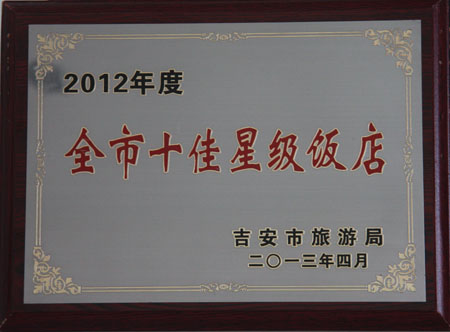 2012年度
全市十佳星级饭店
吉安市旅游局
二〇一三年四月